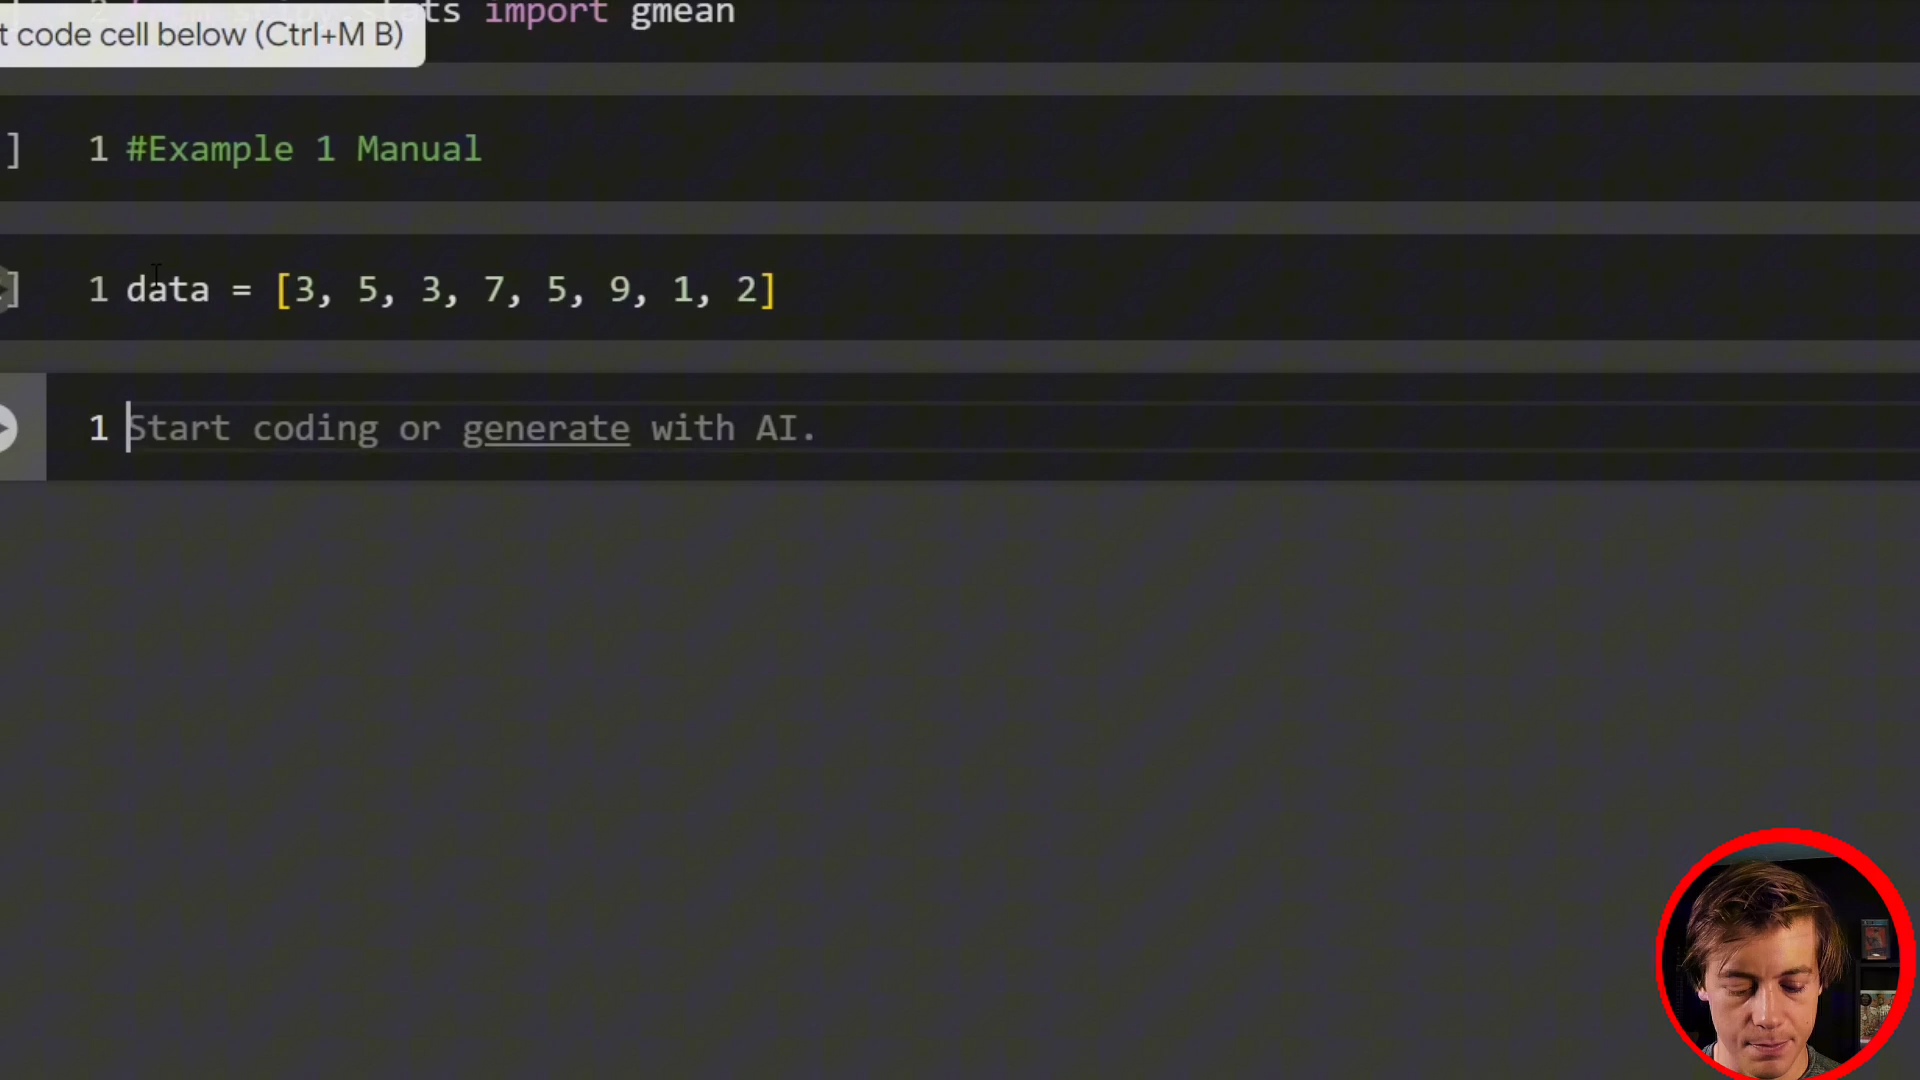 2 import gmean
t code cell below (Ctrl+M B)
] 1 #Example 1 Manual
] 1 data = [3, 5, 3, 7, 5, 9, 1, 2]
1 Start coding or generate with AI.